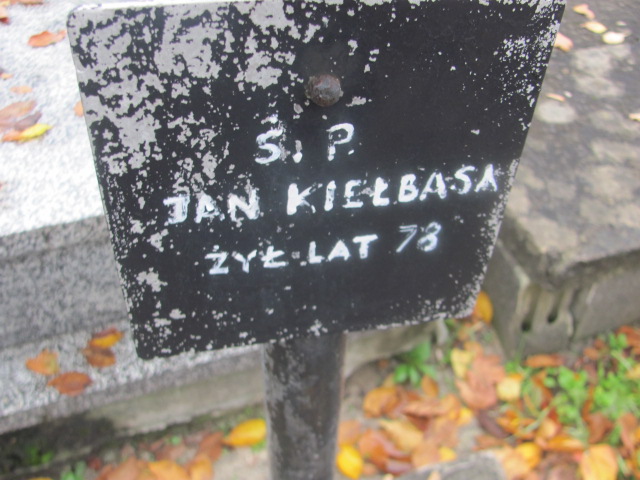 Ś. P.
JAN KIEŁBASA
ŻYŁ LAT 78